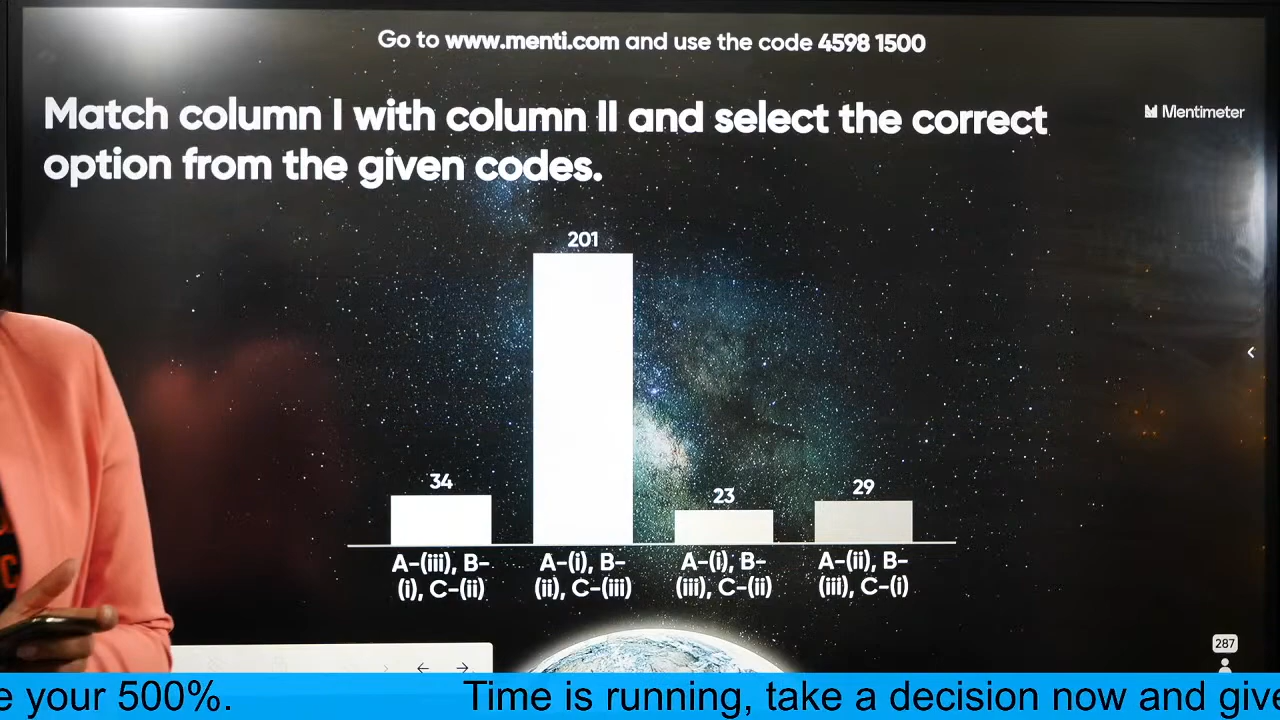 Go to www.menti.com and use the code 4598 1500
Match column I with column II and select the correct
option from the given codes.
Mentimeter
201
34
23
29
A-(iii), B-
(i), C-(ii)
A-(i), B-
(ii), C-(iii)
A-(i), B-
(iii), C-(ii)
A-(ii), B-
(iii), C-(i)
287
e your 500%.
Time is running, take a decision now and give